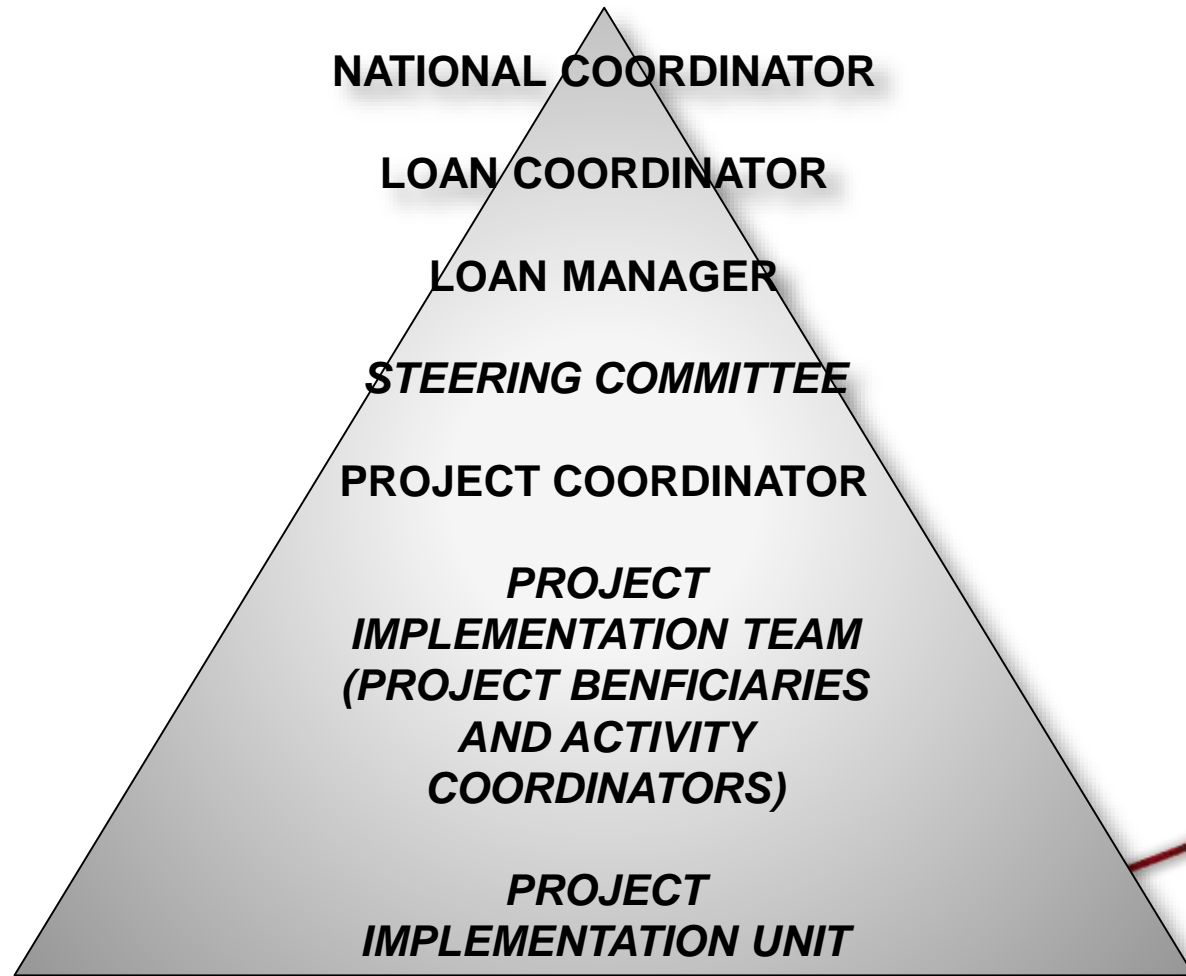 NATIONAL COORDINATOR
LOAN COORDINATOR
LOAN MANAGER
STEERING COMMITTEE
PROJECT COORDINATOR
PROJECT
IMPLEMENTATION TEAM
(PROJECT BENFICIARIES
AND ACTIVITY
COORDINATORS)
PROJECT
IMPLEMENTATION UNIT